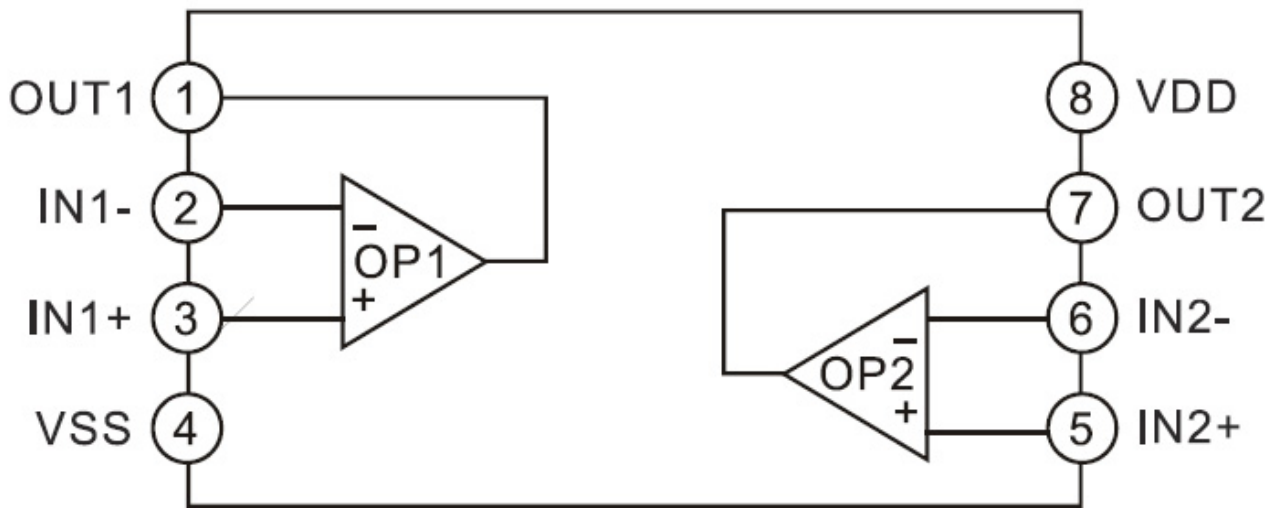 OUT1 1
8 VDD
IN1- 2
7 OUT2
- OP1 +
IN1+ 3
6 IN2-
- OP2 +
VSS 4
5 IN2+